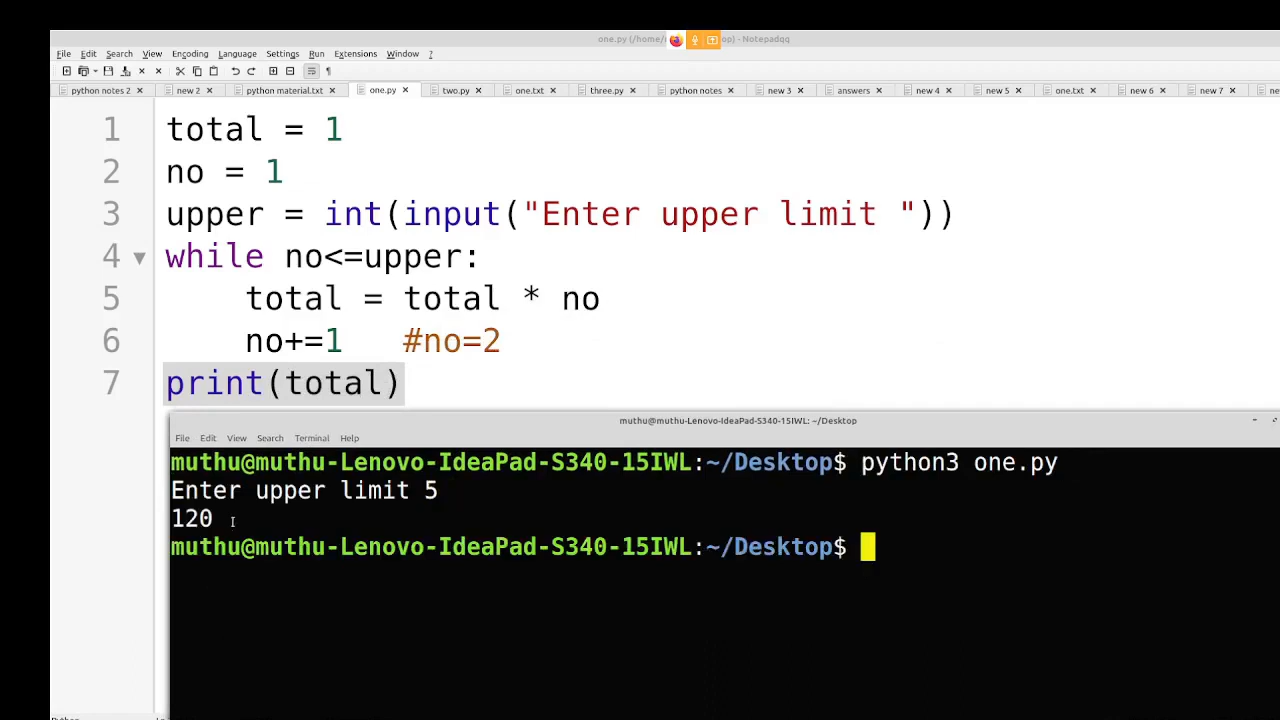 one.py (/home/ op) - Notepadqq
File Edit Search View Encoding Language Settings Run Extensions Window ?
python notes 2 new 2 python material.txt one.py two.py one.txt three.py python notes new 3 answers new 4 new 5 one.txt new 6 new 7
1 total = 1
2 no = 1
3 upper = int(input("Enter upper limit "))
4 while no<=upper:
5 total = total * no
6 no+=1 #no=2
7 print(total)
muthu@muthu-Lenovo-IdeaPad-S340-15IWL: ~/Desktop
File Edit View Search Terminal Help
muthu@muthu-Lenovo-IdeaPad-S340-15IWL:~/Desktop$ python3 one.py
Enter upper limit 5
120
muthu@muthu-Lenovo-IdeaPad-S340-15IWL:~/Desktop$